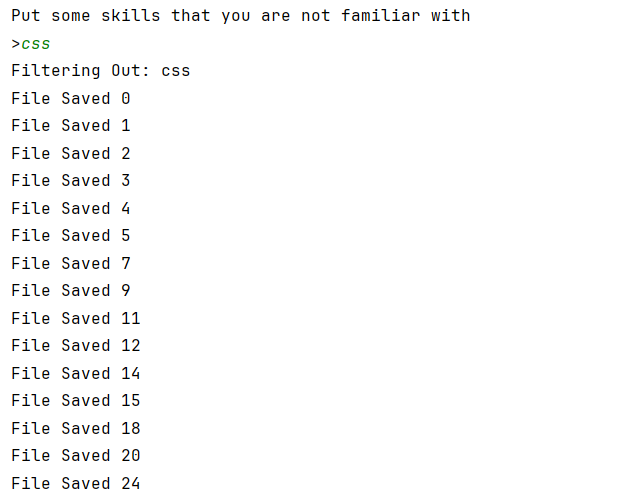 Put some skills that you are not familiar with
>css
Filtering Out: css
File Saved 0
File Saved 1
File Saved 2
File Saved 3
File Saved 4
File Saved 5
File Saved 7
File Saved 9
File Saved 11
File Saved 12
File Saved 14
File Saved 15
File Saved 18
File Saved 20
File Saved 24